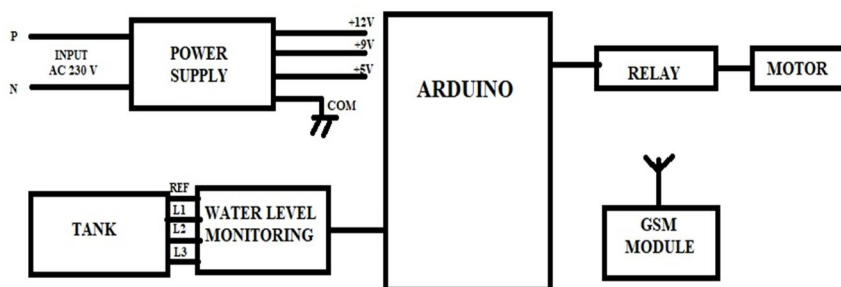 P
INPUT
AC 230 V
N
POWER
SUPPLY
+12V
+9V
+5V
COM
ARDUINO
RELAY
MOTOR
TANK
REF
L1
L2
L3
WATER LEVEL
MONITORING
GSM
MODULE